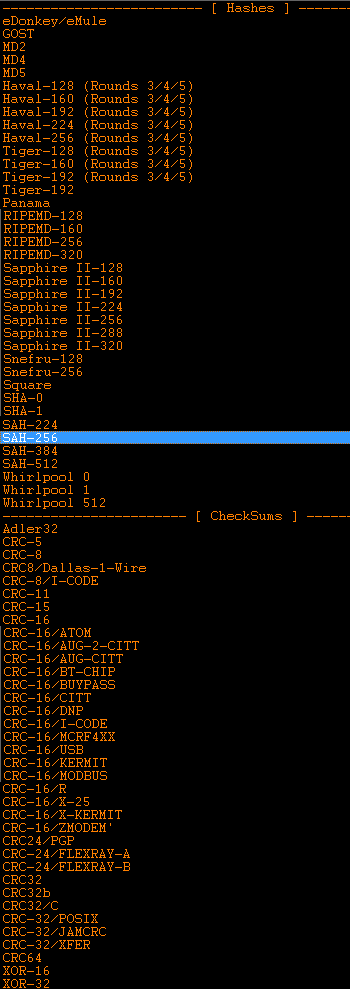 -------------------------- [ Hashes ] -------
eDonkey/eMule
GOST
MD2
MD4
MD5
Haval-128 (Rounds 3/4/5)
Haval-160 (Rounds 3/4/5)
Haval-192 (Rounds 3/4/5)
Haval-224 (Rounds 3/4/5)
Haval-256 (Rounds 3/4/5)
Tiger-128 (Rounds 3/4/5)
Tiger-160 (Rounds 3/4/5)
Tiger-192 (Rounds 3/4/5)
Tiger-192
Panama
RIPEMD-128
RIPEMD-160
RIPEMD-256
RIPEMD-320
Sapphire II-128
Sapphire II-160
Sapphire II-192
Sapphire II-224
Sapphire II-256
Sapphire II-288
Sapphire II-320
Snefru-128
Snefru-256
Square
SHA-0
SHA-1
SAH-224
SAH-256
SAH-384
SAH-512
Whirlpool 0
Whirlpool 1
Whirlpool 512
------------------------ [ CheckSums ] ------
Adler32
CRC-5
CRC-8
CRC8/Dallas-1-Wire
CRC-8/I-CODE
CRC-11
CRC-15
CRC-16
CRC-16/ATOM
CRC-16/AUG-2-CITT
CRC-16/AUG-CITT
CRC-16/BT-CHIP
CRC-16/BUYPASS
CRC-16/CITT
CRC-16/DNP
CRC-16/I-CODE
CRC-16/MCRF4XX
CRC-16/USB
CRC-16/KERMIT
CRC-16/MODBUS
CRC-16/R
CRC-16/X-25
CRC-16/X-KERMIT
CRC-16/ZMODEM'
CRC24/PGP
CRC-24/FLEXRAY-A
CRC-24/FLEXRAY-B
CRC32
CRC32b
CRC32/C
CRC-32/POSIX
CRC-32/JAMCRC
CRC-32/XFER
CRC64
XOR-16
XOR-32